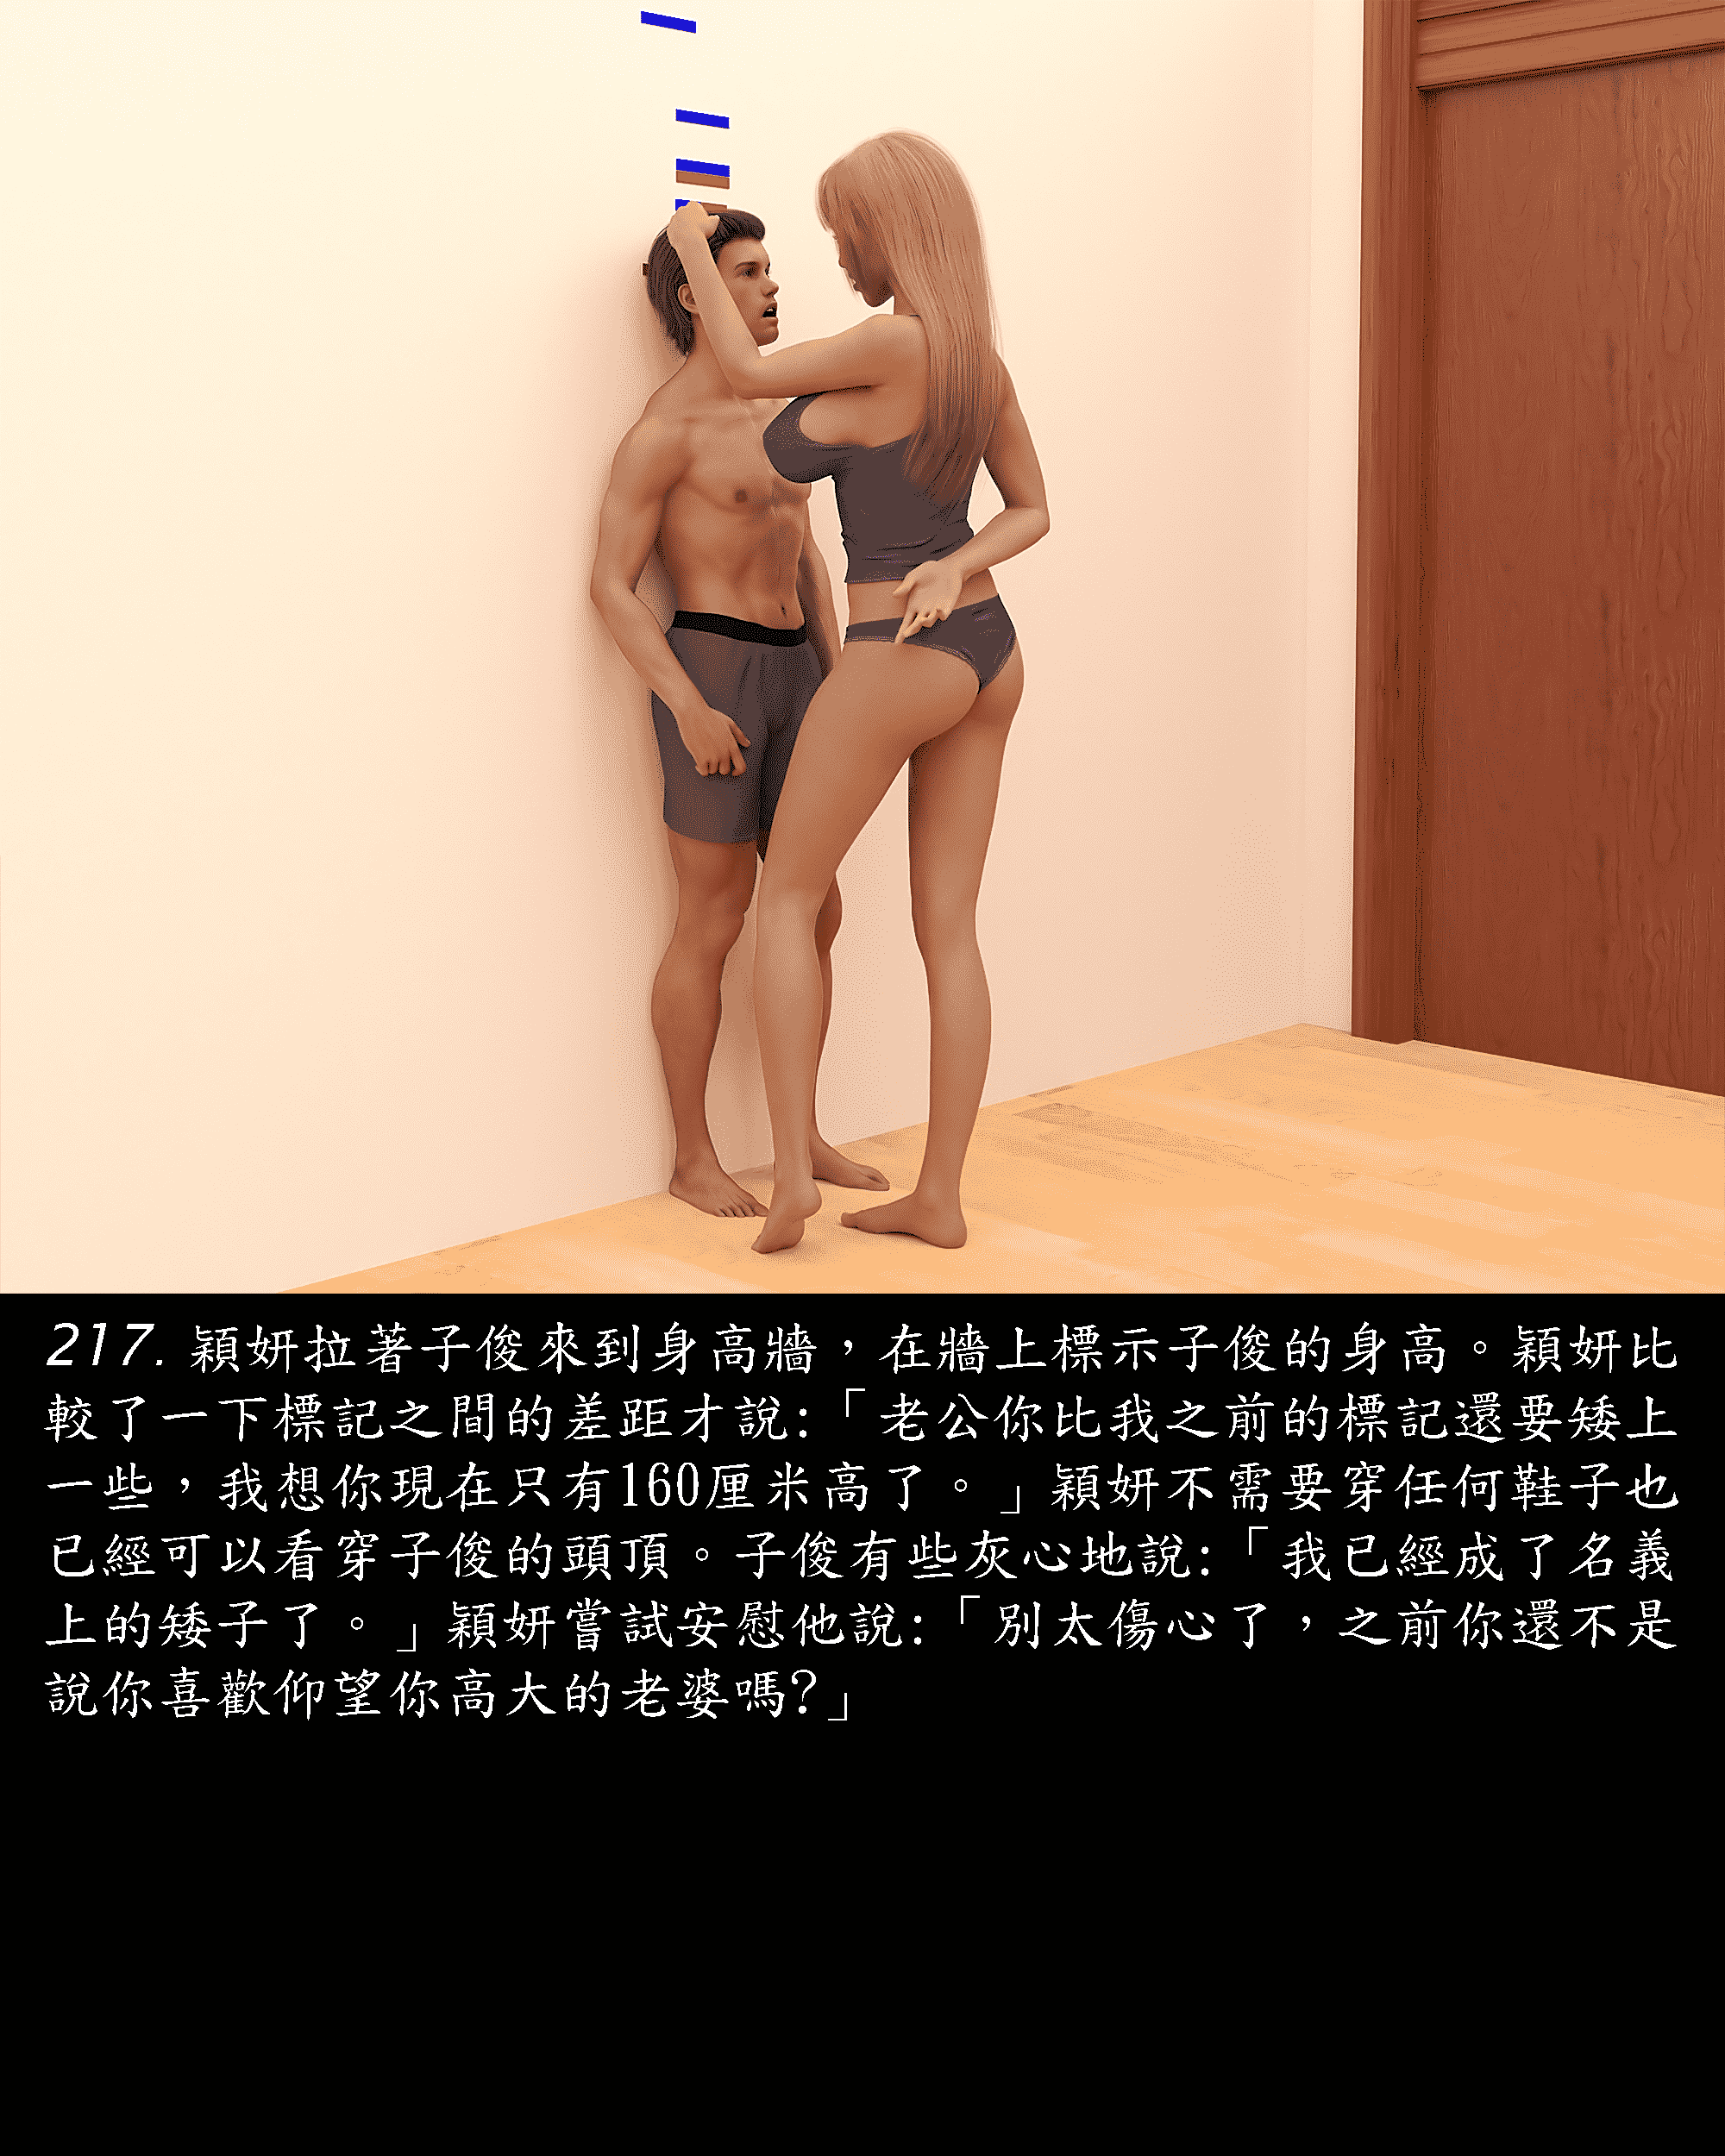 217. 穎妍拉著子俊來到身高牆，在牆上標示子俊的身高。穎妍比
較了一下標記之間的差距才說:「老公你比我之前的標記還要矮上
一些，我想你現在只有160厘米高了。」穎妍不需要穿任何鞋子也
已經可以看穿子俊的頭頂。子俊有些灰心地說:「我已經成了名義
上的矮子了。」穎妍嘗試安慰他說:「別太傷心了，之前你還不是
說你喜歡仰望你高大的老婆嗎?」